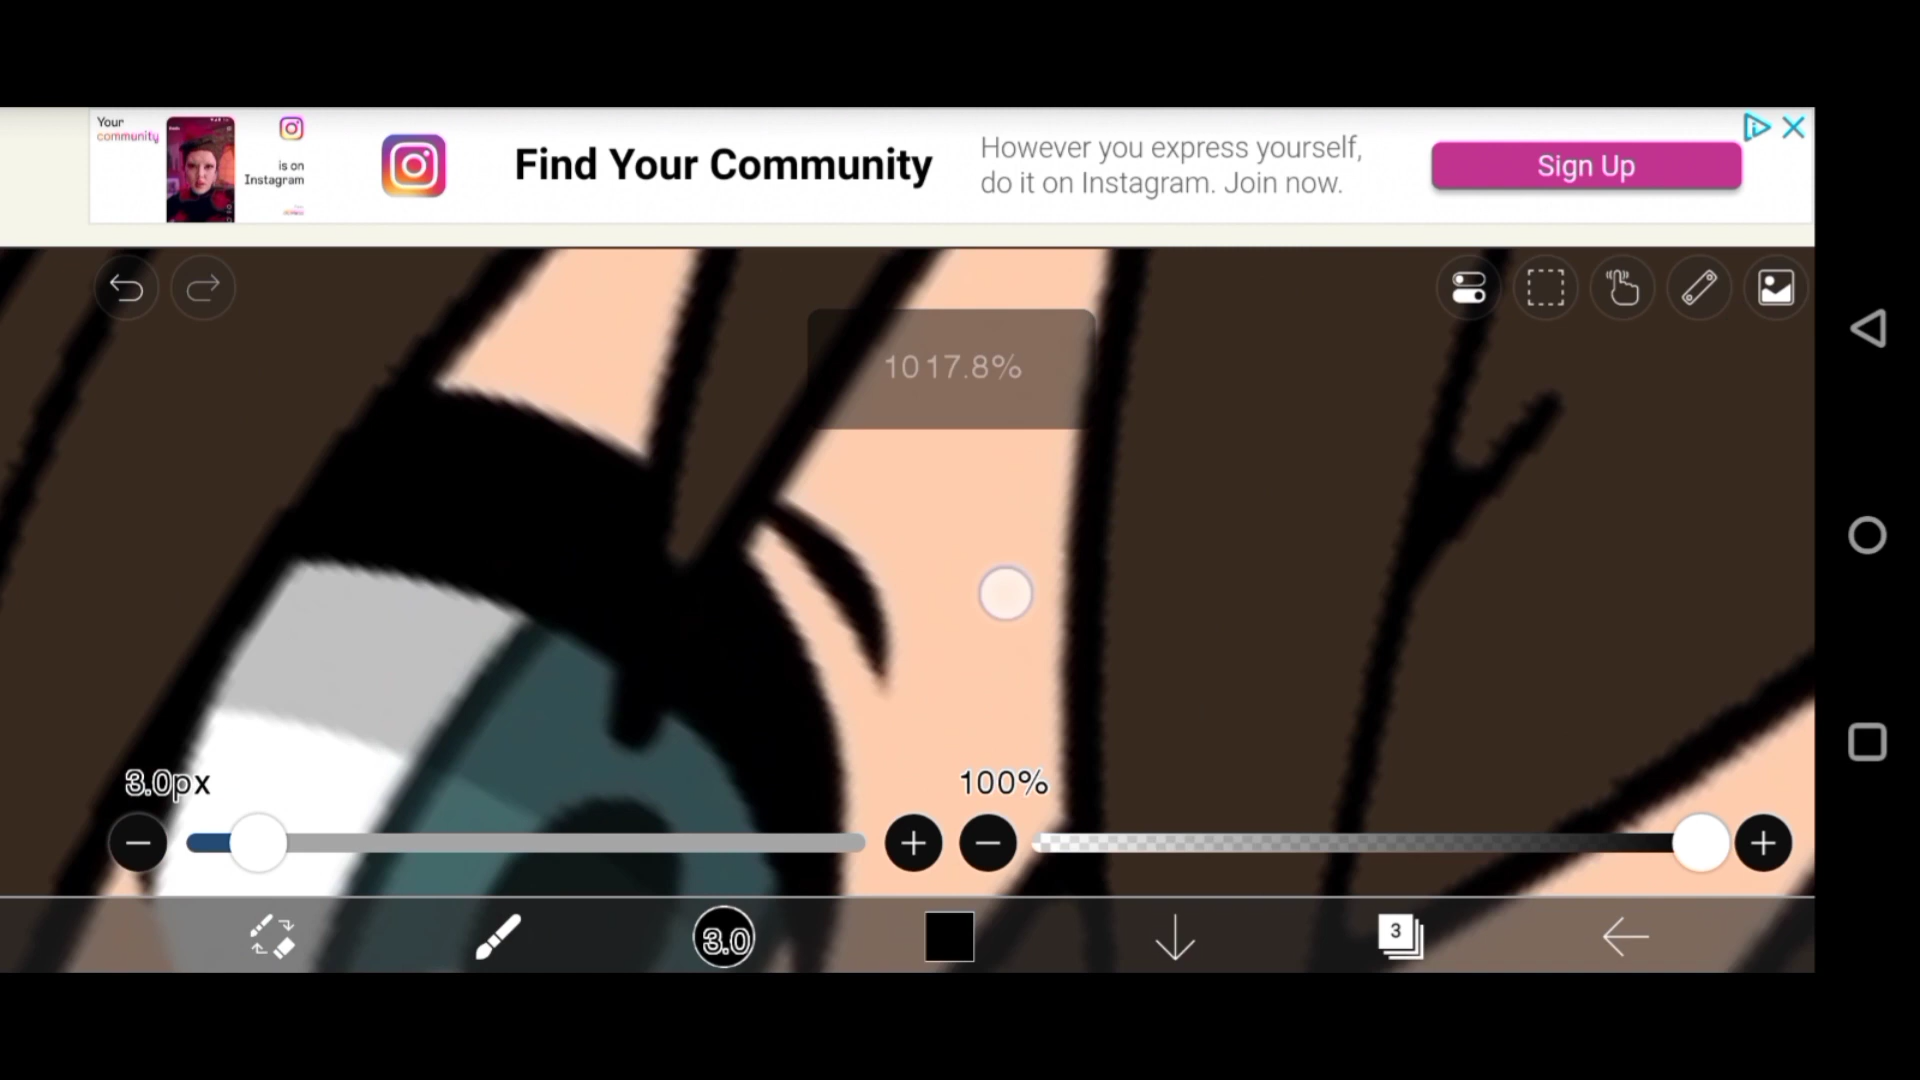 Your
community
is on
Instagram
Find Your Community
However you express yourself,
do it on Instagram. Join now.
Sign Up
1017.8%
3.0px
100%
3.0
3